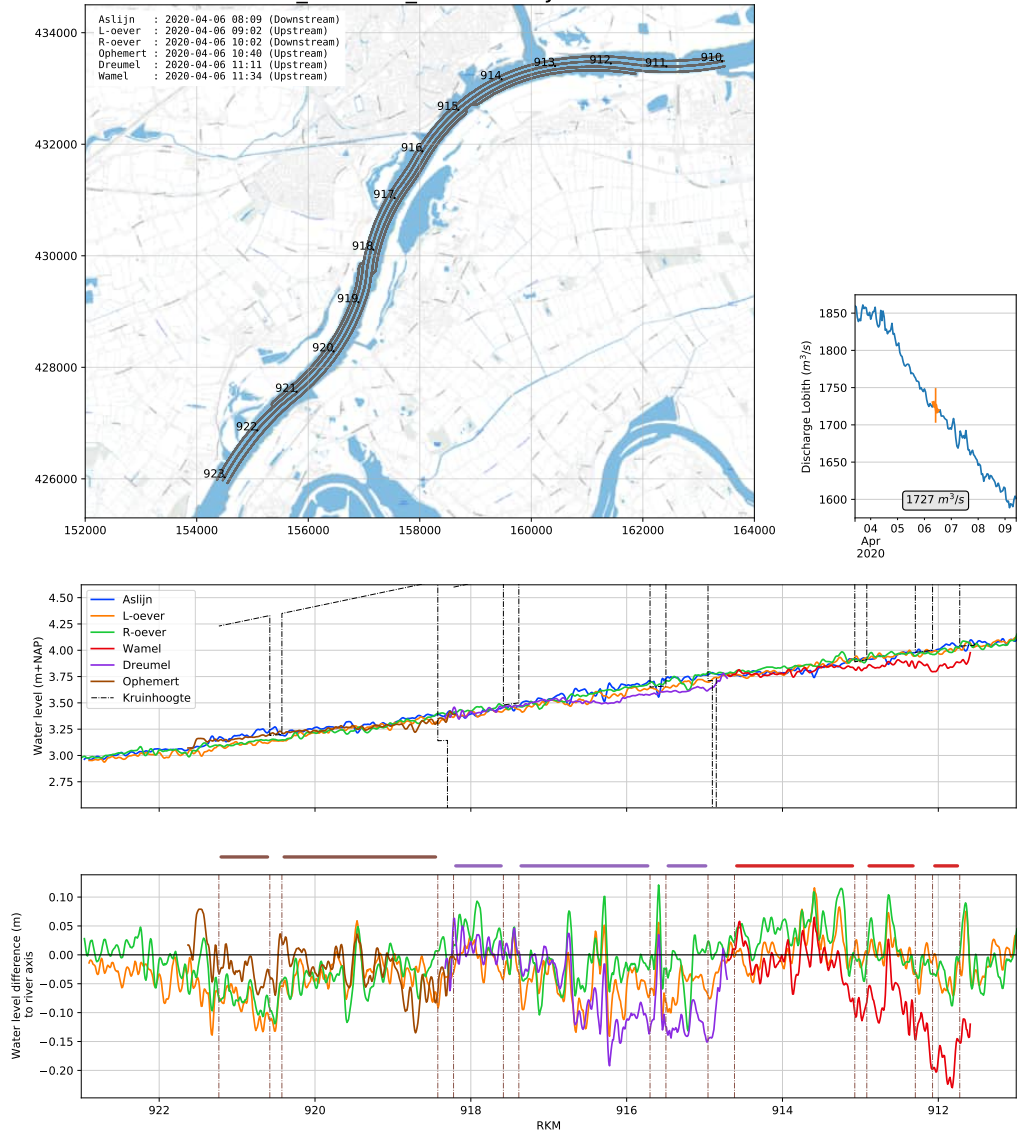 Aslijn : 2020-04-06 08:09 (Downstream)
L-oever : 2020-04-06 09:02 (Upstream)
R-oever : 2020-04-06 10:02 (Downstream)
Ophemert : 2020-04-06 10:40 (Upstream)
Dreumel : 2020-04-06 11:11 (Upstream)
Wamel : 2020-04-06 11:34 (Upstream)
434000
432000
430000
428000
426000
910
911
912
913
914
915
916
917
918
919
920
921
922
923
152000 154000 156000 158000 160000 162000 164000
Discharge Lobith (m³/s)
1850
1800
1750
1700
1650
1600
1727 m³/s
04 05 06 07 08 09
Apr
2020
Water level (m+NAP)
4.50
4.25
4.00
3.75
3.50
3.25
3.00
2.75
Aslijn
L-oever
R-oever
Wamel
Dreumel
Ophemert
Kruinhoogte
Water level difference (m)
to river axis
0.10
0.05
0.00
−0.05
−0.10
−0.15
−0.20
922 920 918 916 914 912
RKM